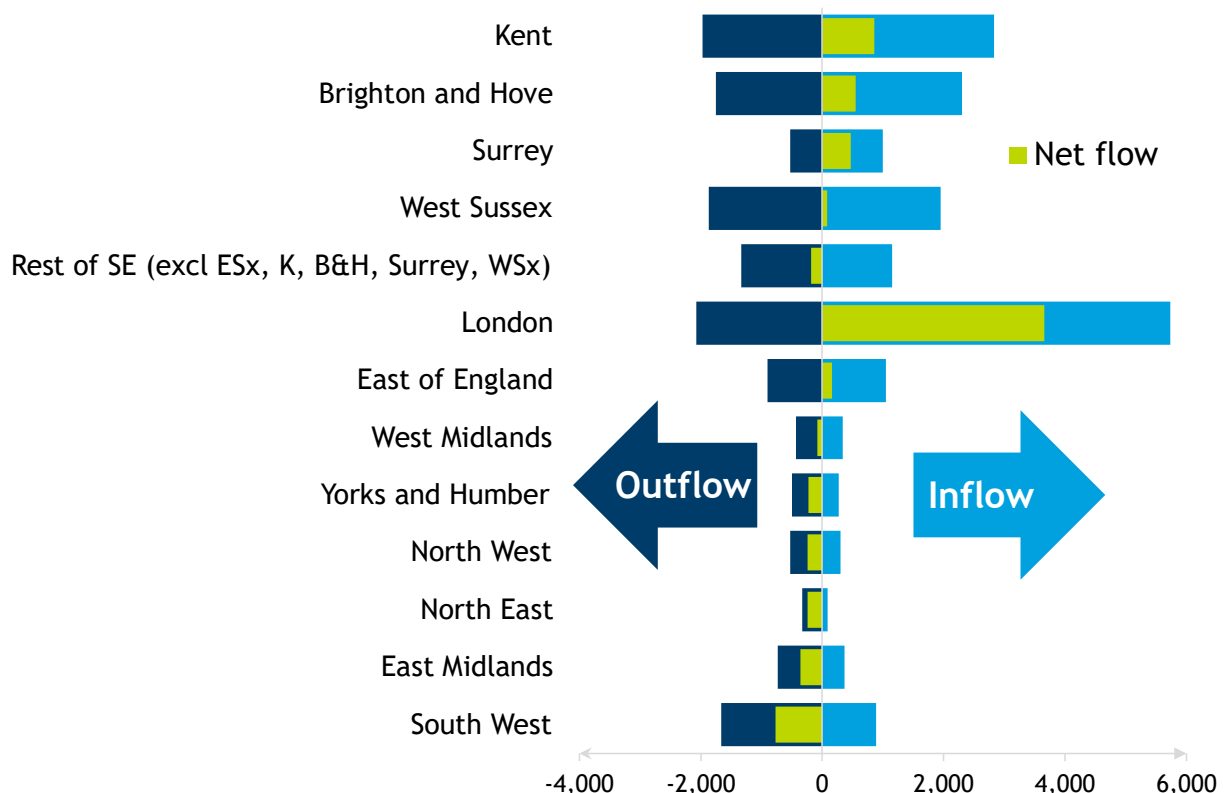 Kent
Brighton and Hove
Surrey
Net flow
West Sussex
Rest of SE (excl ESx, K, B&H, Surrey, WSx)
London
East of England
West Midlands
Outflow
Inflow
Yorks and Humber
North West
North East
East Midlands
South West
-4,000 -2,000 0 2,000 4,000 6,000